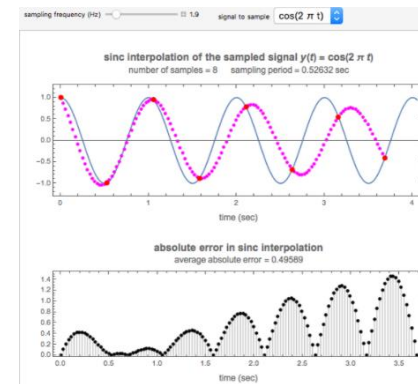 sampling frequency (Hz) 1.9 signal to sample cos(2 π t)
sinc interpolation of the sampled signal y(t) = cos(2 π t)
number of samples = 8 sampling period = 0.52632 sec
1.0
0.5
0.0
-0.5
-1.0
0 1 2 3 4
time (sec)
absolute error in sinc interpolation
average absolute error = 0.49589
1.4
1.2
1.0
0.8
0.6
0.4
0.2
0.0
0.0 0.5 1.0 1.5 2.0 2.5 3.0 3.5
time (sec)